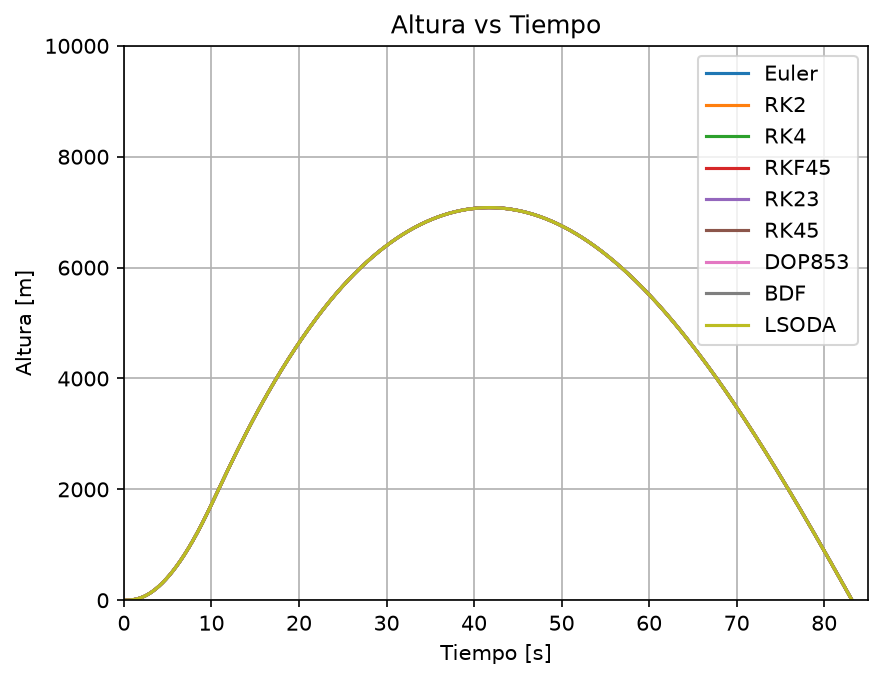 Altura vs Tiempo
10000
8000
6000
4000
2000
0
Altura [m]
Euler
RK2
RK4
RKF45
RK23
RK45
DOP853
BDF
LSODA
0 10 20 30 40 50 60 70 80
Tiempo [s]